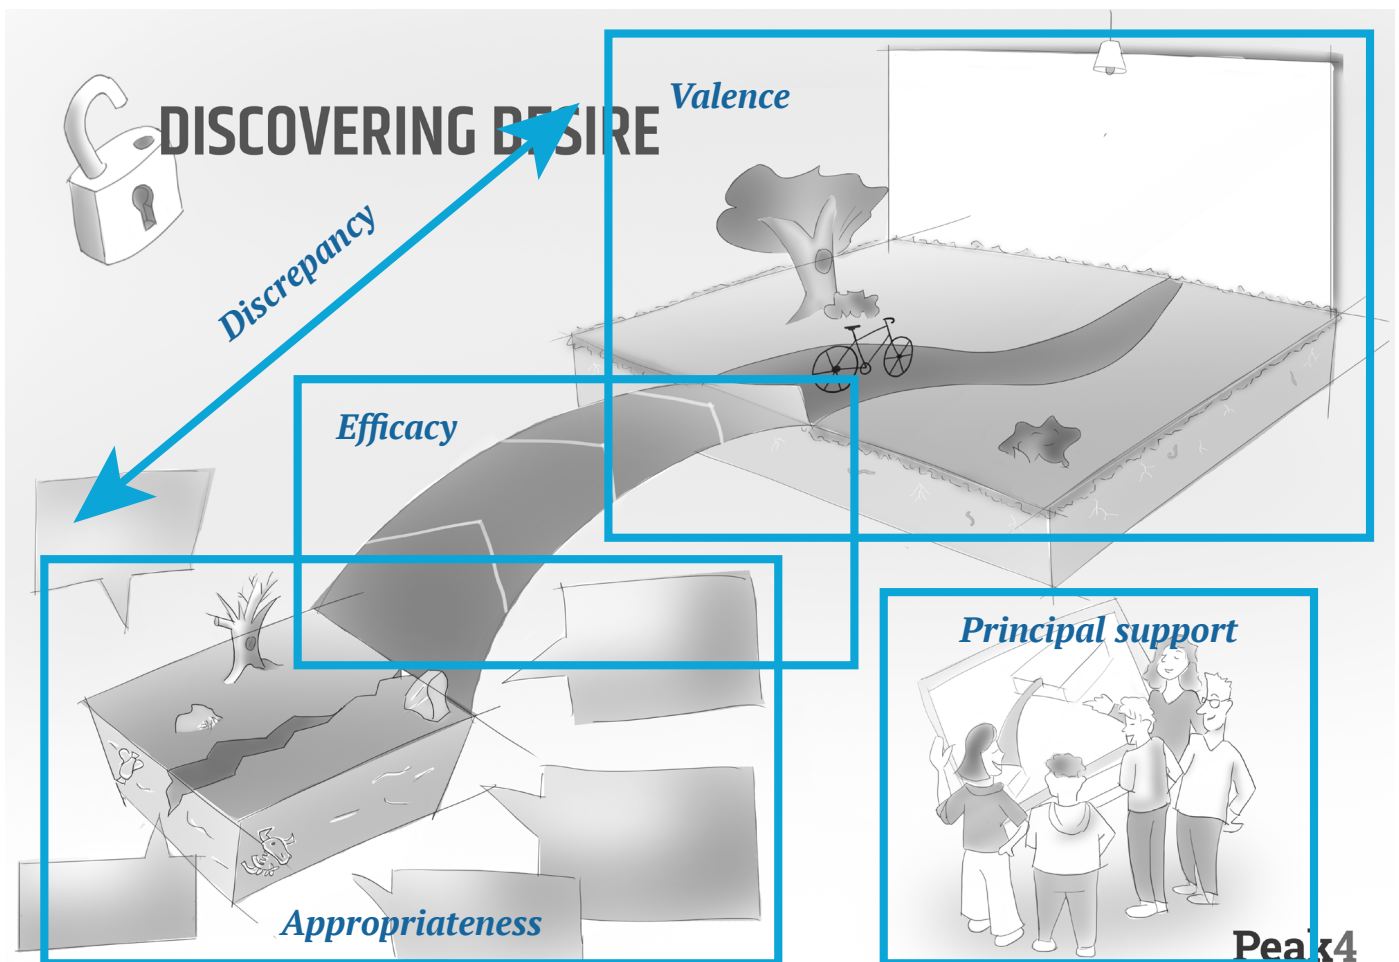 DISCOVERING DESIRE
Valence
Discrepancy
Efficacy
Principal support
Appropriateness
Peak4